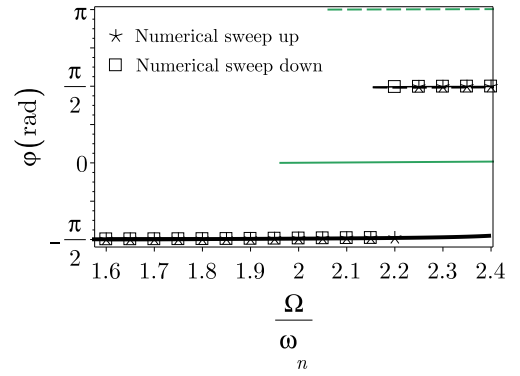 π
Numerical sweep up
Numerical sweep down
π
2
φ(rad)
0
-π
2
1.6 1.7 1.8 1.9 2 2.1 2.2 2.3 2.4
Ω
ω_n